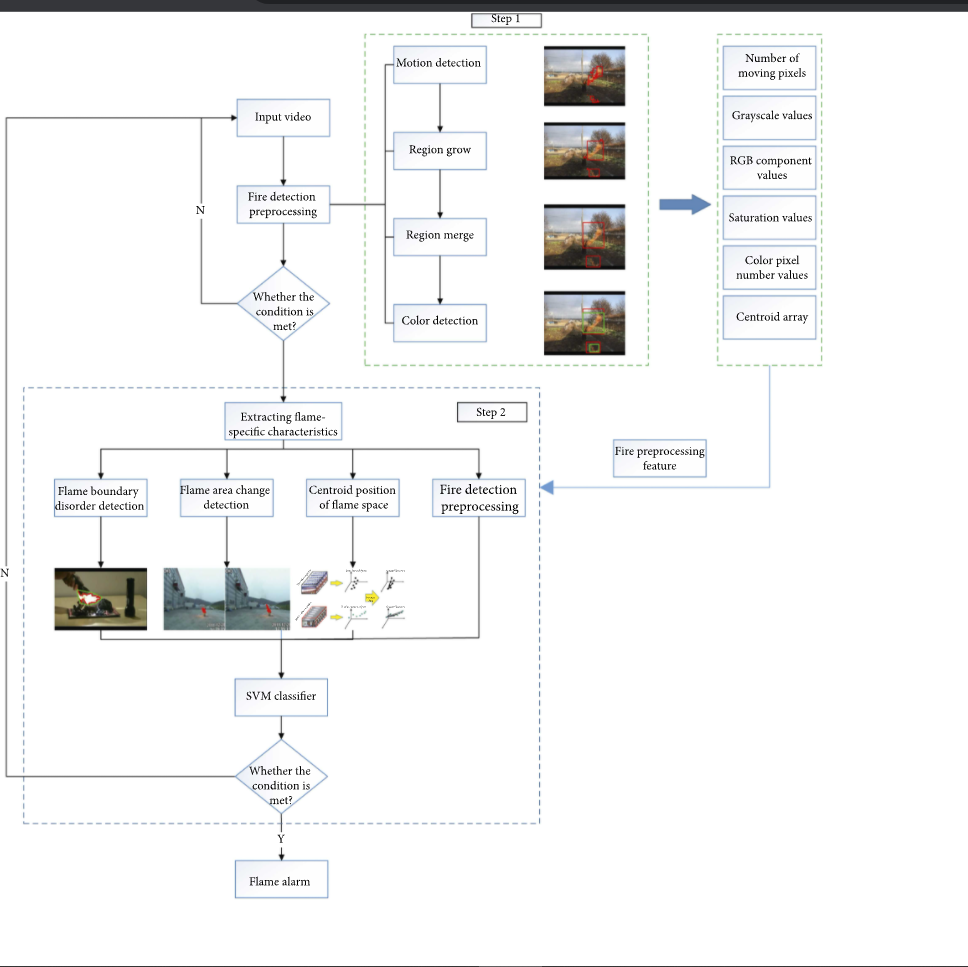 Step 1
Motion detection
Number of
moving pixels
Input video
Grayscale values
Region grow
RGB component
values
N
Fire detection
preprocessing
Saturation values
Region merge
Color pixel
number values
Whether the
condition is
met?
Color detection
Centroid array
Step 2
Extracting flame-
specific characteristics
Fire preprocessing
feature
Flame boundary
disorder detection
Flame area change
detection
Centroid position
of flame space
Fire detection
preprocessing
N
SVM classifier
Whether the
condition is
met?
Y
Flame alarm